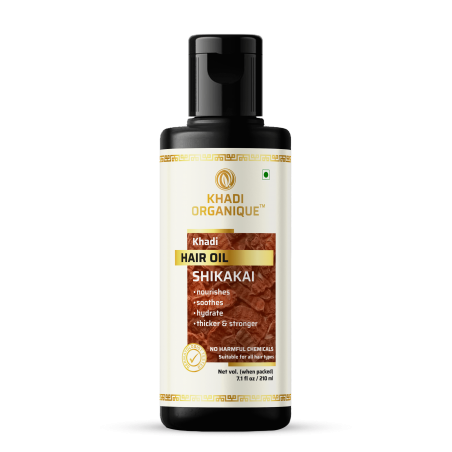 KHADI
ORGANIQUE™
Khadi
HAIR OIL
SHIKAKAI
• nourishes
• soothes
• hydrate
• thicker & stronger
NO HARMFUL CHEMICALS
Suitable for all hair types
Net vol. (when packed)
7.1 fl oz / 210 ml